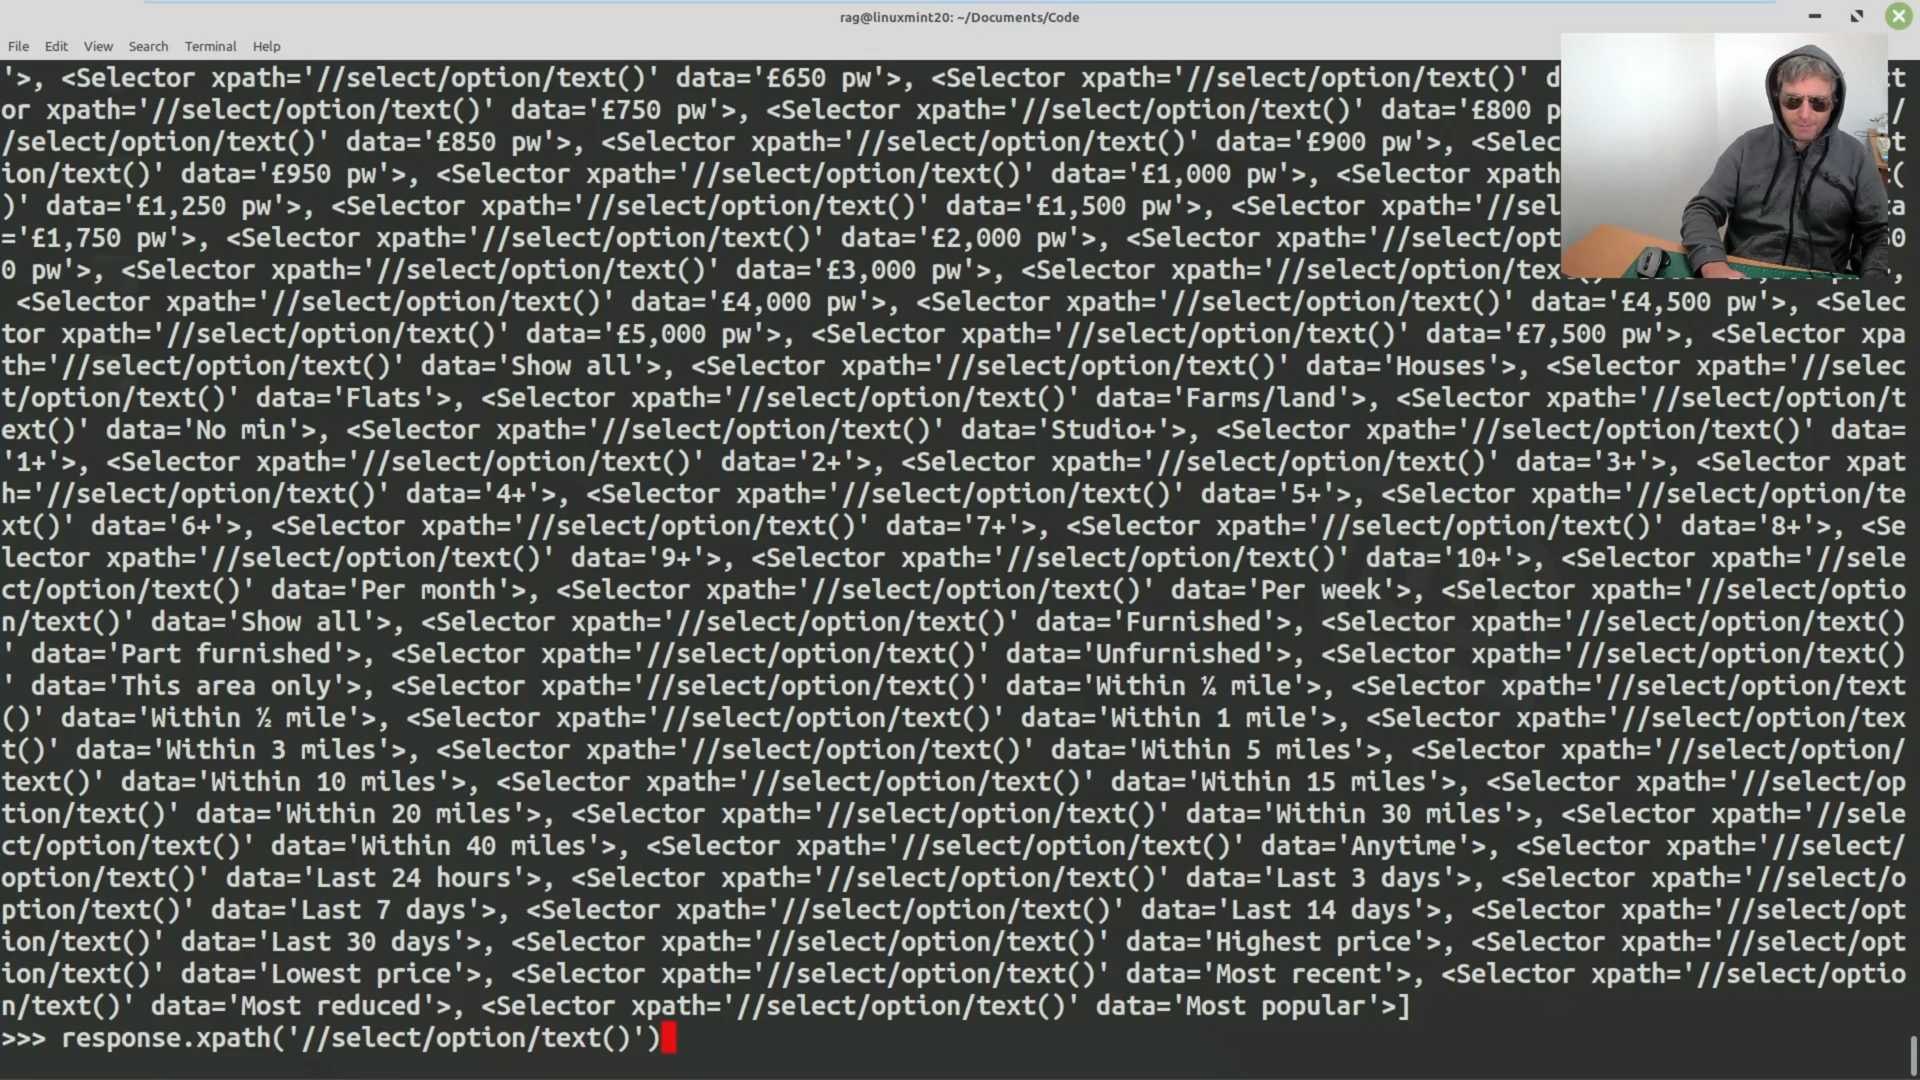 rag@linuxmint20: ~/Documents/Code
File Edit View Search Terminal Help
'>, <Selector xpath='//select/option/text()' data='£650 pw'>, <Selector xpath='//select/option/text()' d
or xpath='//select/option/text()' data='£750 pw'>, <Selector xpath='//select/option/text()' data='£800 p
/select/option/text()' data='£850 pw'>, <Selector xpath='//select/option/text()' data='£900 pw'>, <Selec
ion/text()' data='£950 pw'>, <Selector xpath='//select/option/text()' data='£1,000 pw'>, <Selector xpath
)' data='£1,250 pw'>, <Selector xpath='//select/option/text()' data='£1,500 pw'>, <Selector xpath='//sel
='£1,750 pw'>, <Selector xpath='//select/option/text()' data='£2,000 pw'>, <Selector xpath='//select/opt
0 pw'>, <Selector xpath='//select/option/text()' data='£3,000 pw'>, <Selector xpath='//select/option/tex
<Selector xpath='//select/option/text()' data='£4,000 pw'>, <Selector xpath='//select/option/text()' data='£4,500 pw'>, <Selec
tor xpath='//select/option/text()' data='£5,000 pw'>, <Selector xpath='//select/option/text()' data='£7,500 pw'>, <Selector xpa
th='//select/option/text()' data='Show all'>, <Selector xpath='//select/option/text()' data='Houses'>, <Selector xpath='//selec
t/option/text()' data='Flats'>, <Selector xpath='//select/option/text()' data='Farms/land'>, <Selector xpath='//select/option/t
ext()' data='No min'>, <Selector xpath='//select/option/text()' data='Studio+'>, <Selector xpath='//select/option/text()' data=
'1+'>, <Selector xpath='//select/option/text()' data='2+'>, <Selector xpath='//select/option/text()' data='3+'>, <Selector xpat
h='//select/option/text()' data='4+'>, <Selector xpath='//select/option/text()' data='5+'>, <Selector xpath='//select/option/te
xt()' data='6+'>, <Selector xpath='//select/option/text()' data='7+'>, <Selector xpath='//select/option/text()' data='8+'>, <Se
lector xpath='//select/option/text()' data='9+'>, <Selector xpath='//select/option/text()' data='10+'>, <Selector xpath='//sele
ct/option/text()' data='Per month'>, <Selector xpath='//select/option/text()' data='Per week'>, <Selector xpath='//select/optio
n/text()' data='Show all'>, <Selector xpath='//select/option/text()' data='Furnished'>, <Selector xpath='//select/option/text()
' data='Part furnished'>, <Selector xpath='//select/option/text()' data='Unfurnished'>, <Selector xpath='//select/option/text()
' data='This area only'>, <Selector xpath='//select/option/text()' data='Within ¼ mile'>, <Selector xpath='//select/option/text
()' data='Within ½ mile'>, <Selector xpath='//select/option/text()' data='Within 1 mile'>, <Selector xpath='//select/option/tex
t()' data='Within 3 miles'>, <Selector xpath='//select/option/text()' data='Within 5 miles'>, <Selector xpath='//select/option/
text()' data='Within 10 miles'>, <Selector xpath='//select/option/text()' data='Within 15 miles'>, <Selector xpath='//select/op
tion/text()' data='Within 20 miles'>, <Selector xpath='//select/option/text()' data='Within 30 miles'>, <Selector xpath='//sele
ct/option/text()' data='Within 40 miles'>, <Selector xpath='//select/option/text()' data='Anytime'>, <Selector xpath='//select/
option/text()' data='Last 24 hours'>, <Selector xpath='//select/option/text()' data='Last 3 days'>, <Selector xpath='//select/o
ption/text()' data='Last 7 days'>, <Selector xpath='//select/option/text()' data='Last 14 days'>, <Selector xpath='//select/opt
ion/text()' data='Last 30 days'>, <Selector xpath='//select/option/text()' data='Highest price'>, <Selector xpath='//select/opt
ion/text()' data='Lowest price'>, <Selector xpath='//select/option/text()' data='Most recent'>, <Selector xpath='//select/optio
n/text()' data='Most reduced'>, <Selector xpath='//select/option/text()' data='Most popular'>]
>>> response.xpath('//select/option/text()')